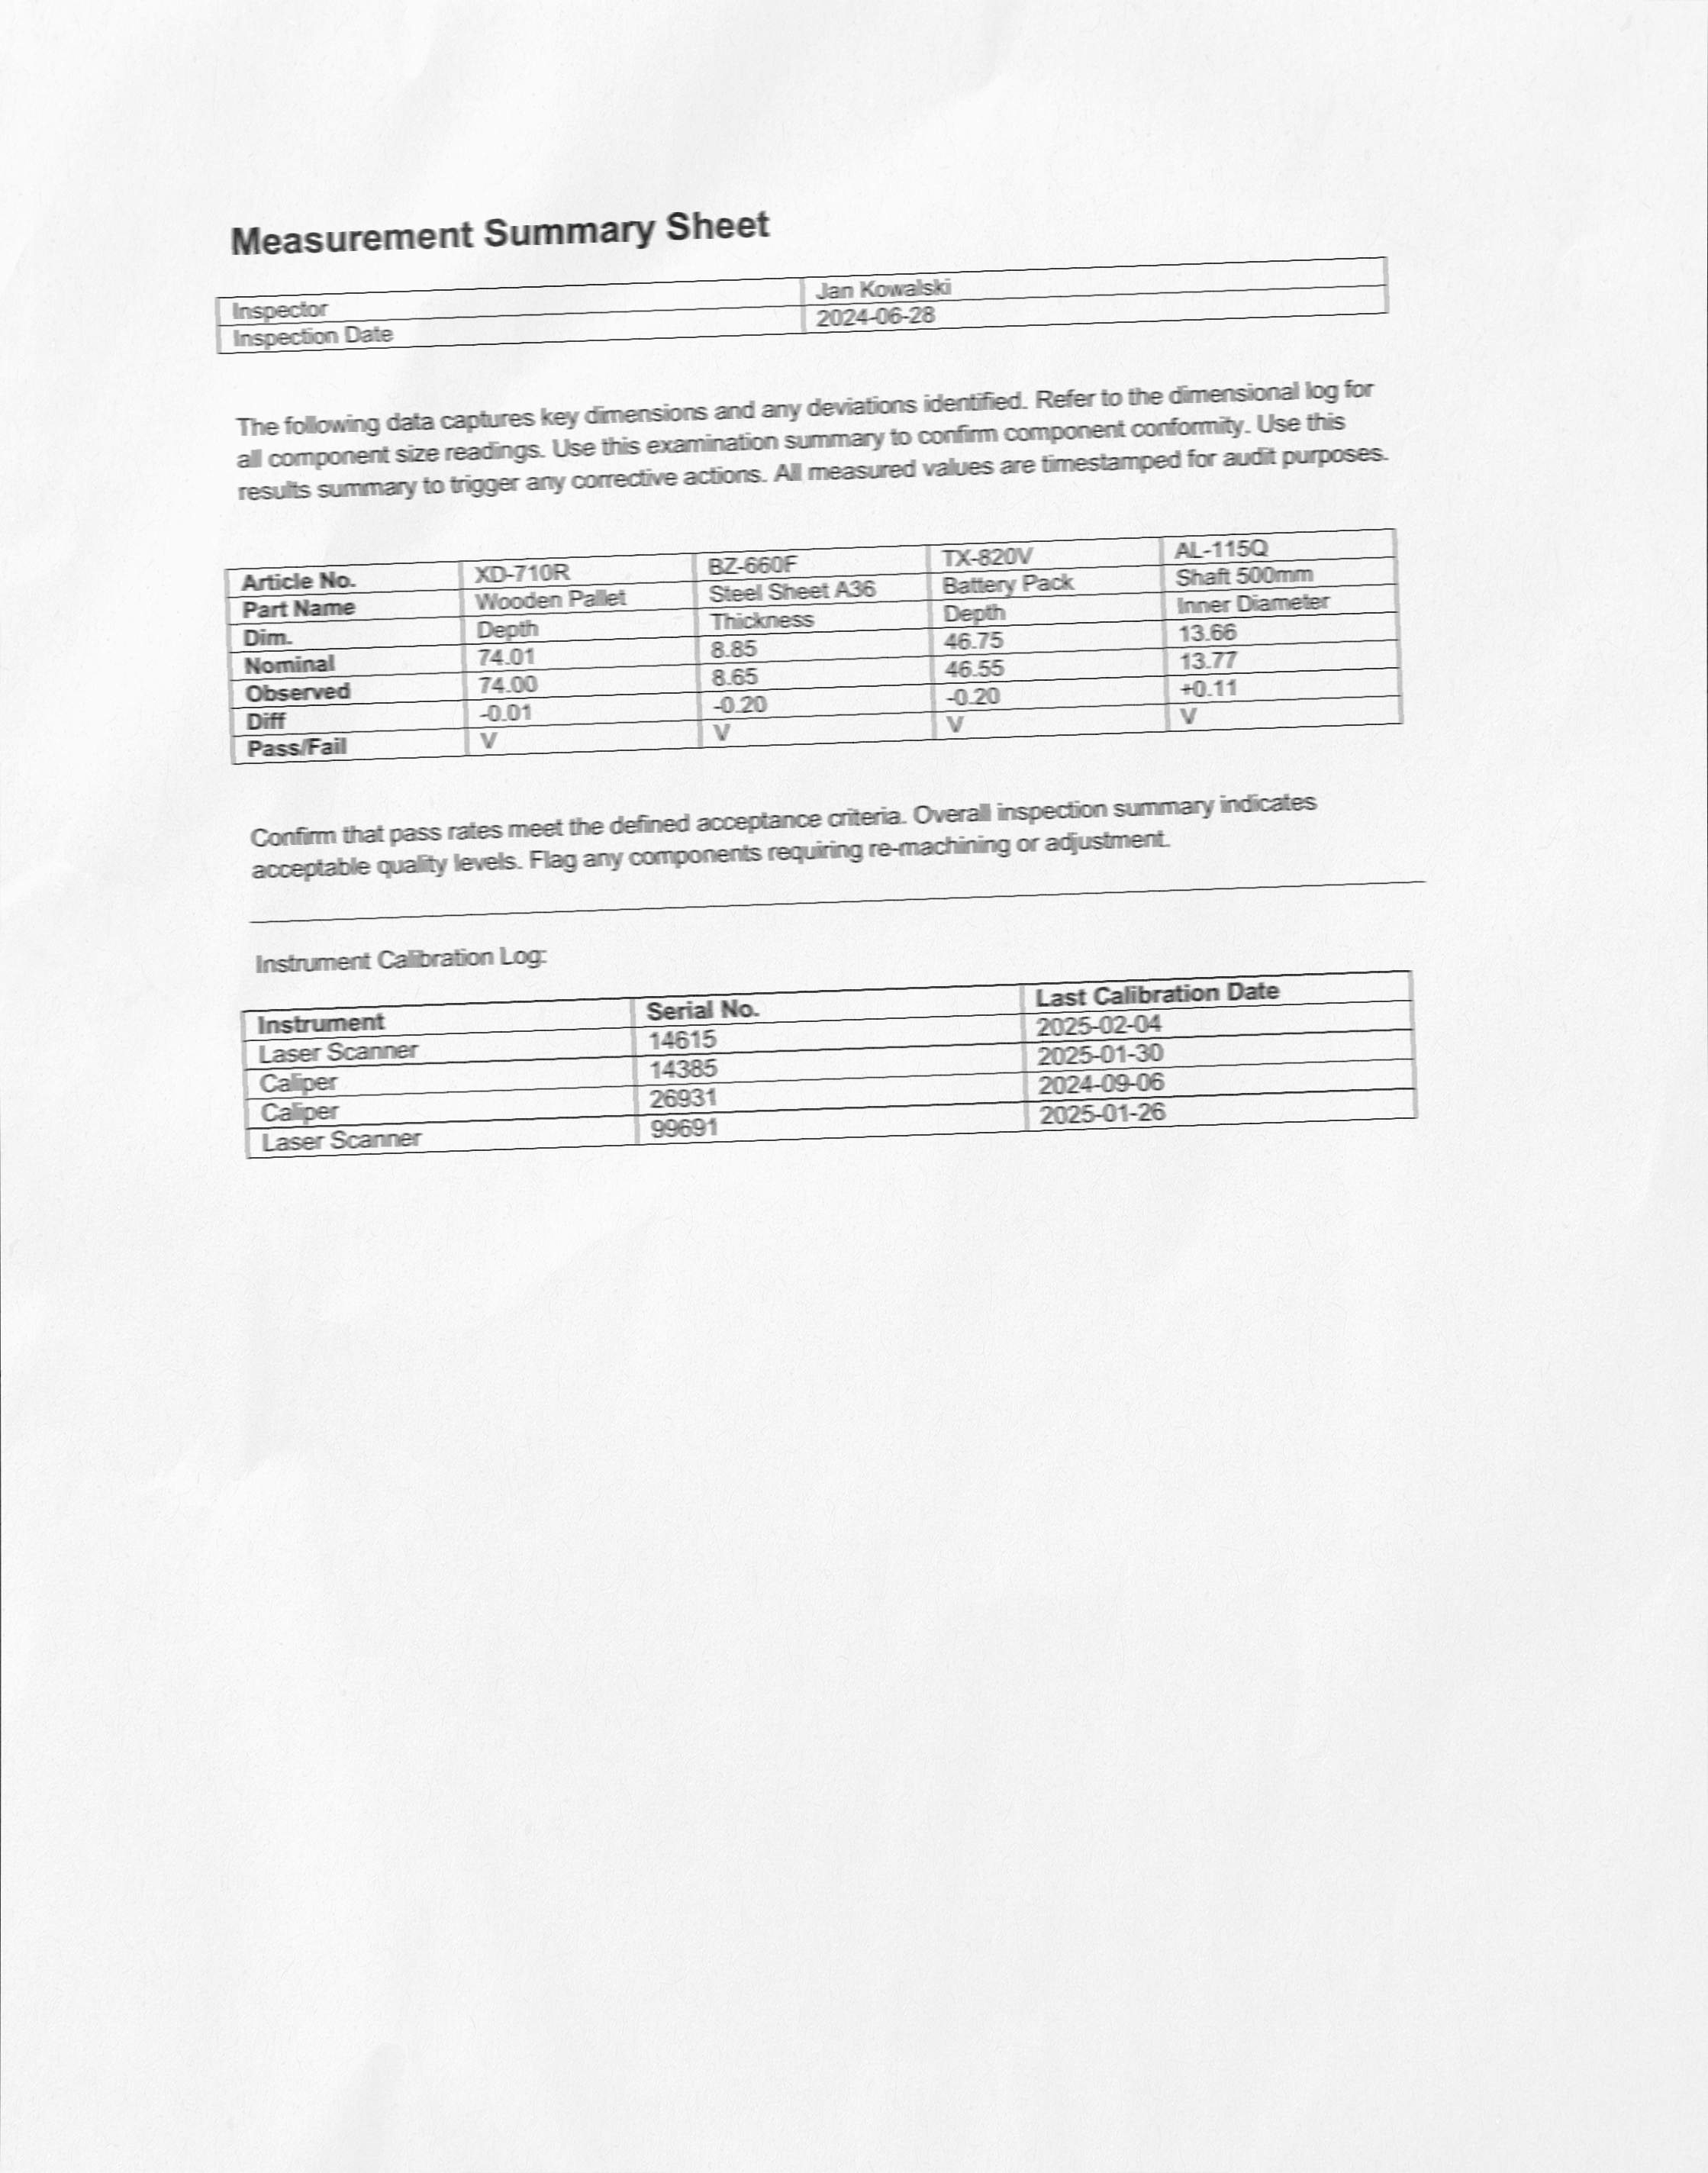 Measurement Summary Sheet
Inspector Jan Kowalski
Inspection Date 2024-06-28
The following data captures key dimensions and any deviations identified. Refer to the dimensional log for
all component size readings. Use this examination summary to confirm component conformity. Use this
results summary to trigger any corrective actions. All measured values are timestamped for audit purposes.
Article No. XD-710R BZ-660F TX-820V AL-115Q
Part Name Wooden Pallet Steel Sheet A36 Battery Pack Shaft 500mm
Dim. Depth Thickness Depth Inner Diameter
Nominal 74.01 8.85 46.75 13.66
Observed 74.00 8.65 46.55 13.77
Diff -0.01 -0.20 -0.20 +0.11
Pass/Fail V V V V
Confirm that pass rates meet the defined acceptance criteria. Overall inspection summary indicates
acceptable quality levels. Flag any components requiring re-machining or adjustment.
Instrument Calibration Log:
Instrument Serial No. Last Calibration Date
Laser Scanner 14615 2025-02-04
Caliper 14385 2025-01-30
Caliper 26931 2024-09-06
Laser Scanner 99691 2025-01-26